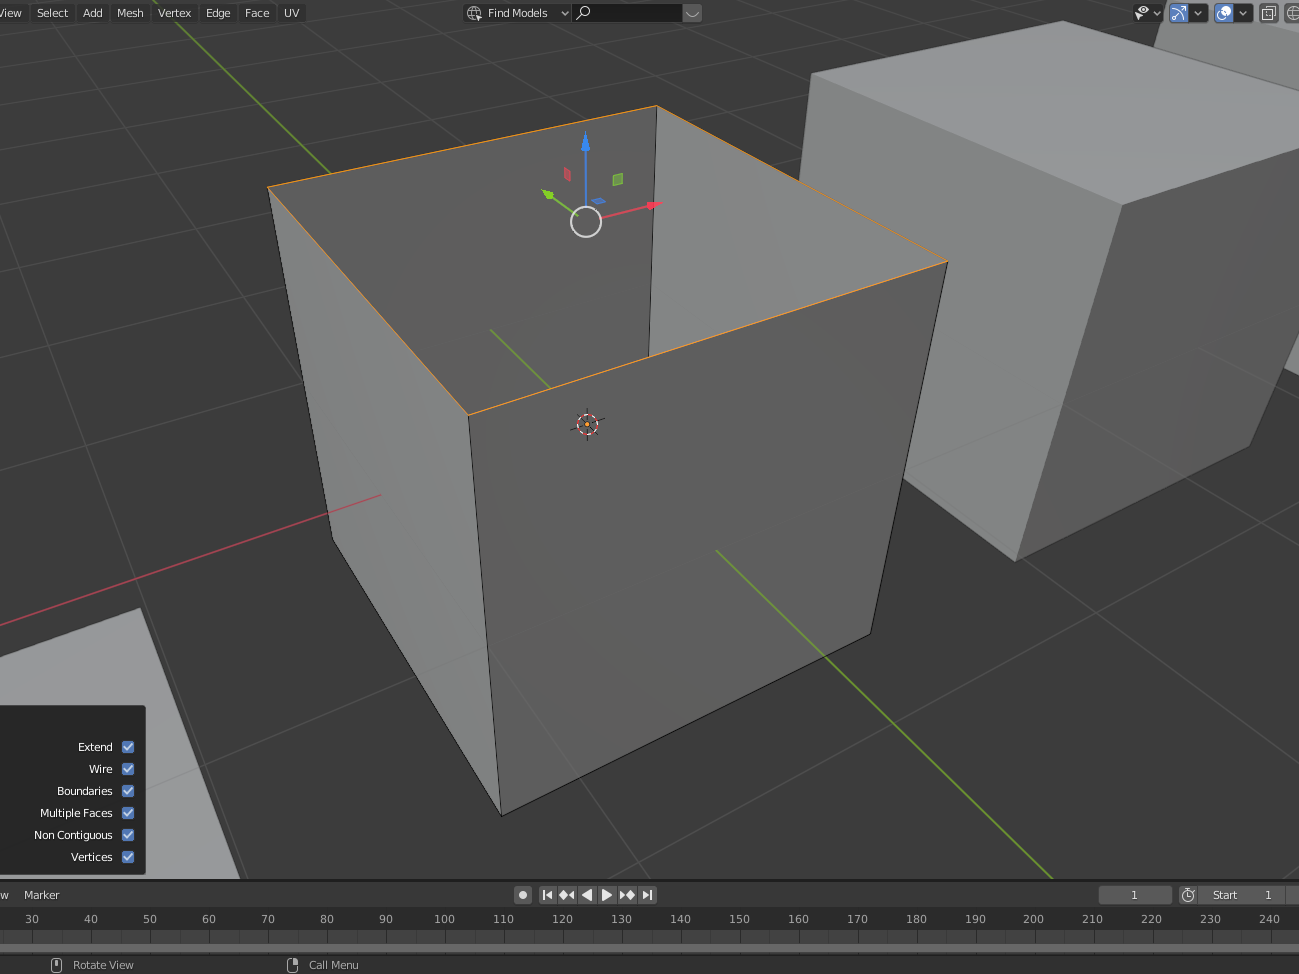 View Select Add Mesh Vertex Edge Face UV Find Models
Extend
Wire
Boundaries
Multiple Faces
Non Contiguous
Vertices
w Marker 1 Start 1
30 40 50 60 70 80 90 100 110 120 130 140 150 160 170 180 190 200 210 220 230 240
Rotate View Call Menu